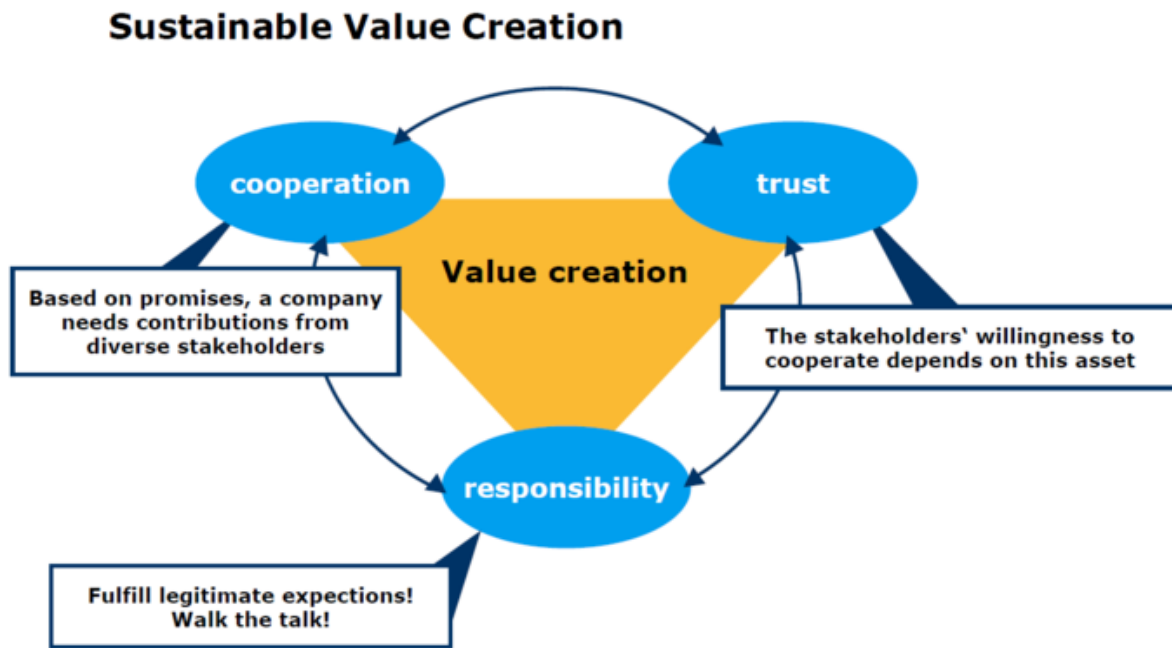 Sustainable Value Creation
cooperation
trust
Value creation
Based on promises, a company
needs contributions from
diverse stakeholders
The stakeholders‘ willingness to
cooperate depends on this asset
responsibility
Fulfill legitimate expections!
Walk the talk!